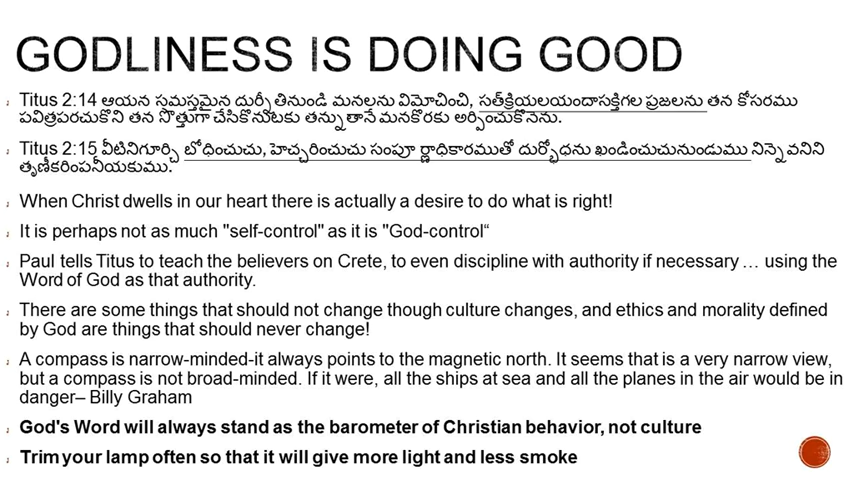 GODLINESS IS DOING GOOD
Titus 2:14 ఆయన సమస్తమైన దుర్నీతినుండి మనలను విమోచించి, సత్‌క్రియలయందాసక్తిగల ప్రజలను తన కోసరము
పవిత్రపరచుకొని తన సొత్తుగా చేసికొనుటకు తన్నుతానే మనకొరకు అర్పించుకొనెను.
Titus 2:15 వీటినిగూర్చి బోధించుచు, హెచ్చరించుచు సంపూర్ణాధికారముతో దుర్బోధను ఖండించుచునుండుము నిన్నెవనిని
తృణీకరింపనీయకుము.
When Christ dwells in our heart there is actually a desire to do what is right!
It is perhaps not as much "self-control" as it is "God-control“
Paul tells Titus to teach the believers on Crete, to even discipline with authority if necessary … using the
Word of God as that authority.
There are some things that should not change though culture changes, and ethics and morality defined
by God are things that should never change!
A compass is narrow-minded-it always points to the magnetic north. It seems that is a very narrow view,
but a compass is not broad-minded. If it were, all the ships at sea and all the planes in the air would be in
danger– Billy Graham
God's Word will always stand as the barometer of Christian behavior, not culture
Trim your lamp often so that it will give more light and less smoke